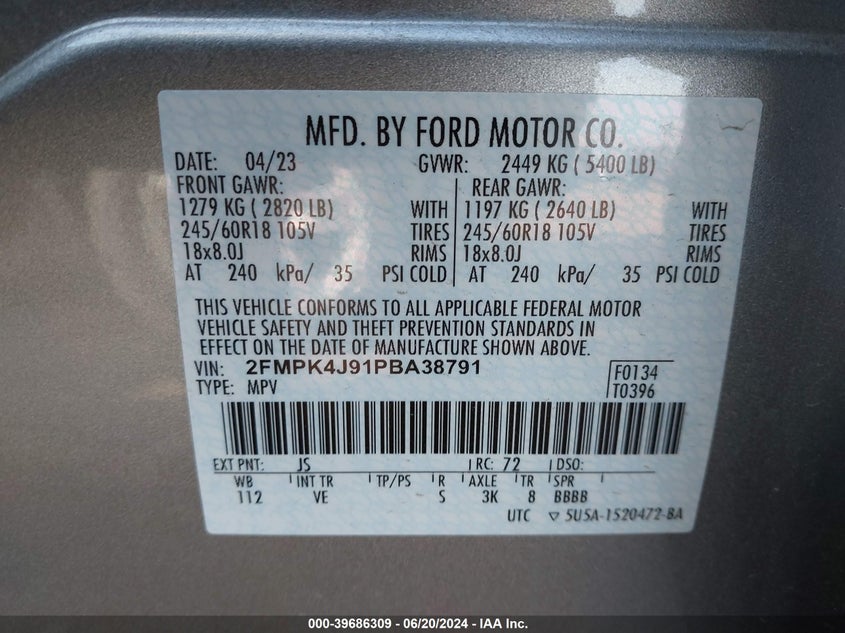 MFD. BY FORD MOTOR CO.
DATE: 04/23 GVWR: 2449 KG ( 5400 LB)
FRONT GAWR: REAR GAWR:
1279 KG ( 2820 LB) WITH 1197 KG ( 2640 LB) WITH
245/60R18 105V TIRES 245/60R18 105V TIRES
18x8.0J RIMS 18x8.0J RIMS
AT 240 kPa/ 35 PSI COLD AT 240 kPa/ 35 PSI COLD
THIS VEHICLE CONFORMS TO ALL APPLICABLE FEDERAL MOTOR
VEHICLE SAFETY AND THEFT PREVENTION STANDARDS IN
EFFECT ON THE DATE OF MANUFACTURE SHOWN ABOVE.
VIN: 2FMPK4J91PBA38791 F0134
TYPE: MPV T0396
EXT PNT: JS RC: 72 DSO:
WB INT TR TP/PS R AXLE TR SPR
112 VE S 3K 8 BBBB
UTC ▽ 5U5A-1520472-BA
000-39686309 | 06/20/2024 | IAA Inc.